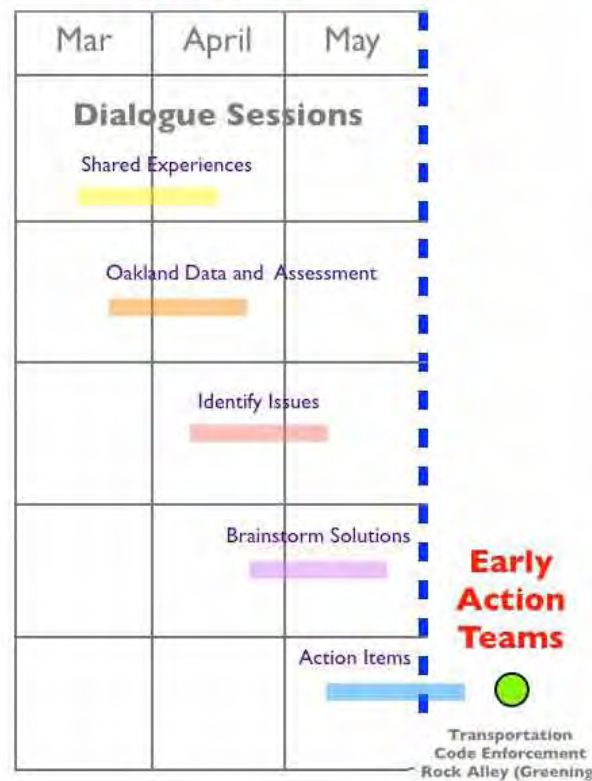 Mar April May
Dialogue Sessions
Shared Experiences
Oakland Data and Assessment
Identify Issues
Brainstorm Solutions
Early
Action
Teams
Action Items
Transportation
Code Enforcement
Rock Alley (Greening